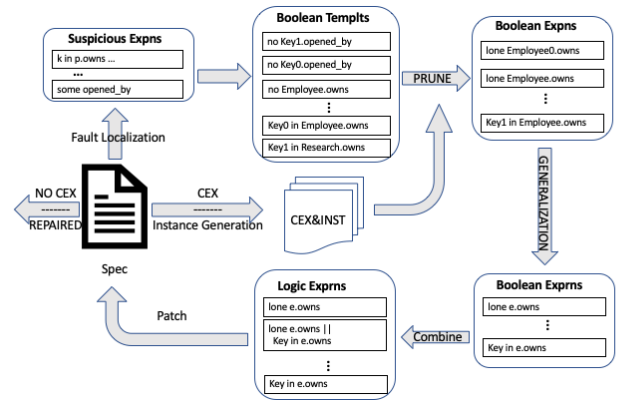 Suspicious Expns
k in p.owns ...
...
some opened_by
Boolean Templts
no Key1.opened_by
no Key0.opened_by
no Employee.owns
⋮
Key0 in Employee.owns
Key1 in Research.owns
PRUNE
Boolean Expns
lone Employee0.owns
lone Employee.owns
⋮
Key1 in Employee.owns
Fault Localization
NO CEX
-------
REPAIRED
CEX
-------
Instance Generation
CEX&INST
GENERALIZATION
Spec
Patch
Logic Exprns
lone e.owns
lone e.owns ||
Key in e.owns
⋮
Key in e.owns
Combine
Boolean Exprns
lone e.owns
⋮
Key in e.owns